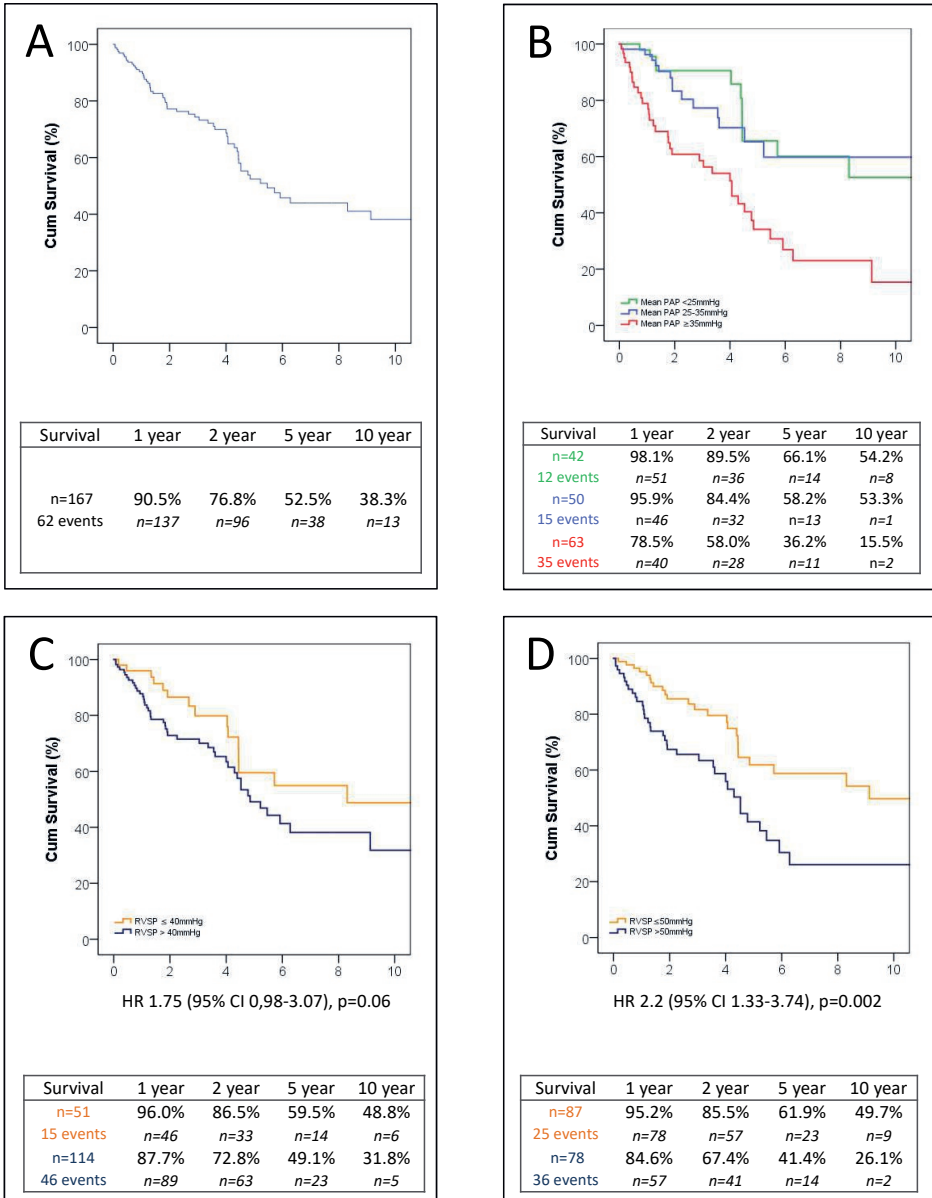 A
Cum Survival (%)
100
80
60
40
20
0
0 2 4 6 8 10
Survival 1 year 2 year 5 year 10 year
n=167 90.5% 76.8% 52.5% 38.3%
62 events n=137 n=96 n=38 n=13
B
Cum Survival (%)
100
80
60
40
20
0
Mean PAP <25mmHg
Mean PAP 25-35mmHg
Mean PAP ≥35mmHg
0 2 4 6 8 10
Survival 1 year 2 year 5 year 10 year
n=42 98.1% 89.5% 66.1% 54.2%
12 events n=51 n=36 n=14 n=8
n=50 95.9% 84.4% 58.2% 53.3%
15 events n=46 n=32 n=13 n=1
n=63 78.5% 58.0% 36.2% 15.5%
35 events n=40 n=28 n=11 n=2
C
Cum Survival (%)
100
80
60
40
20
0
RVSP ≤ 40mmHg
RVSP > 40mmHg
0 2 4 6 8 10
HR 1.75 (95% CI 0,98-3.07), p=0.06
Survival 1 year 2 year 5 year 10 year
n=51 96.0% 86.5% 59.5% 48.8%
15 events n=46 n=33 n=14 n=6
n=114 87.7% 72.8% 49.1% 31.8%
46 events n=89 n=63 n=23 n=5
D
Cum Survival (%)
100
80
60
40
20
0
RVSP ≤50mmHg
RVSP >50mmHg
0 2 4 6 8 10
HR 2.2 (95% CI 1.33-3.74), p=0.002
Survival 1 year 2 year 5 year 10 year
n=87 95.2% 85.5% 61.9% 49.7%
25 events n=78 n=57 n=23 n=9
n=78 84.6% 67.4% 41.4% 26.1%
36 events n=57 n=41 n=14 n=2